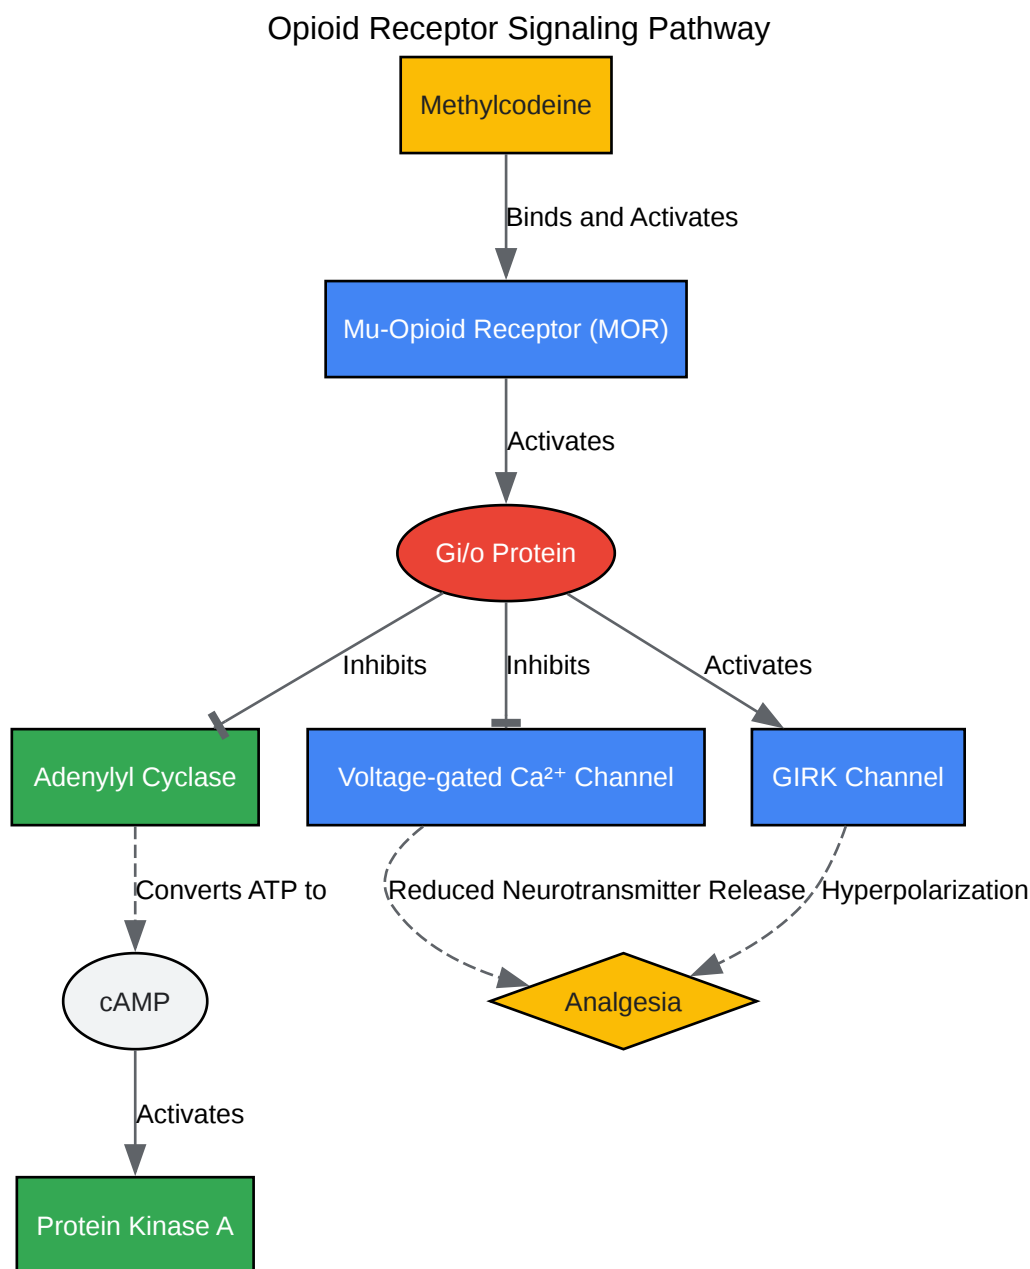 Opioid Receptor Signaling Pathway
Methylcodeine
Binds and Activates
Mu-Opioid Receptor (MOR)
Activates
Gi/o Protein
Inhibits
Inhibits
Activates
Adenylyl Cyclase
Voltage-gated Ca²⁺ Channel
GIRK Channel
Converts ATP to
Reduced Neurotransmitter Release
Hyperpolarization
cAMP
Analgesia
Activates
Protein Kinase A